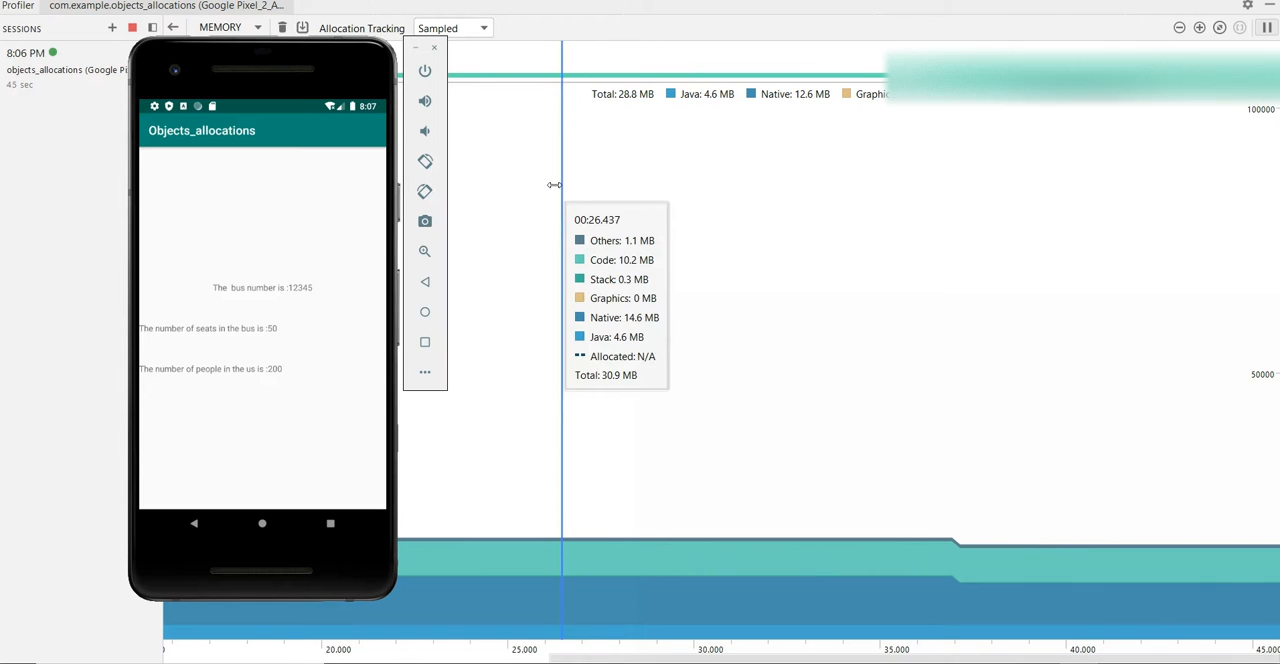 Profiler
com.example.objects_allocations (Google Pixel_2_A...
SESSIONS
MEMORY
Allocation Tracking
Sampled
8:06 PM
objects_allocations (Google Pi
45 sec
8:07
Objects_allocations
The bus number is :12345
The number of seats in the bus is :50
The number of people in the us is :200
Total: 28.8 MB
Java: 4.6 MB
Native: 12.6 MB
Graphic
100000
00:26.437
Others: 1.1 MB
Code: 10.2 MB
Stack: 0.3 MB
Graphics: 0 MB
Native: 14.6 MB
Java: 4.6 MB
Allocated: N/A
Total: 30.9 MB
50000
20.000
25.000
30.000
35.000
40.000
45.000